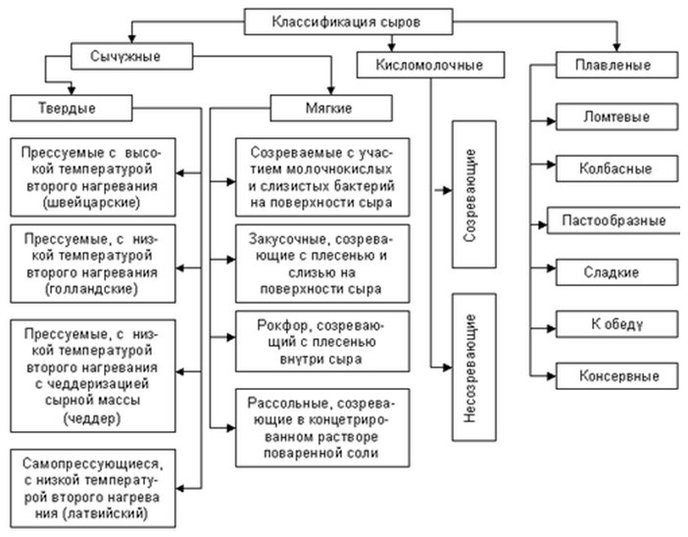 Классификация сыров
Сычужные
Кисломолочные
Плавленые
Твердые
Мягкие
Прессуемые с высо-
кой температурой
второго нагревания
(швейцарские)
Прессуемые, с низ-
кой температурой
второго нагревания
(голландские)
Прессуемые, с низ-
кой температурой
второго нагревания
с чеддеризацией
сырной массы
(чеддер)
Самопрессующиеся,
с низкой температу-
рой второго нагрева
ния (латвийский)
Созреваемые с учас-
тием молочнокислых
и слизистых бактерий
на поверхности сыра
Закусочные, созрева-
ющие с плесенью и
слизью на
поверхности сыра
Рокфор, созреваю-
щий с плесенью
внутри сыра
Рассольные, созрева-
ющие в концетриро-
ванном растворе
поваренной соли
Созревающие
Несозревающие
Ломтевые
Колбасные
Пастообразные
Сладкие
К обеду
Консервные